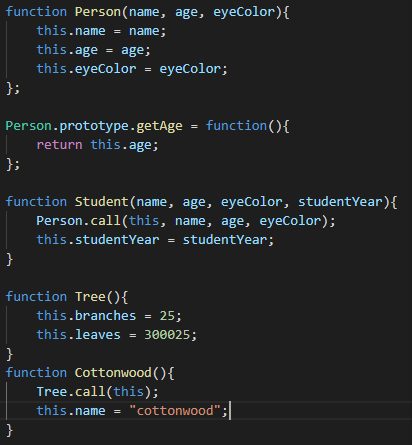 function Person(name, age, eyeColor){
    this.name = name;
    this.age = age;
    this.eyeColor = eyeColor;
};

Person.prototype.getAge = function(){
    return this.age;
};

function Student(name, age, eyeColor, studentYear){
    Person.call(this, name, age, eyeColor);
    this.studentYear = studentYear;
}

function Tree(){
    this.branches = 25;
    this.leaves = 300025;
}
function Cottonwood(){
    Tree.call(this);
    this.name = "cottonwood";
}